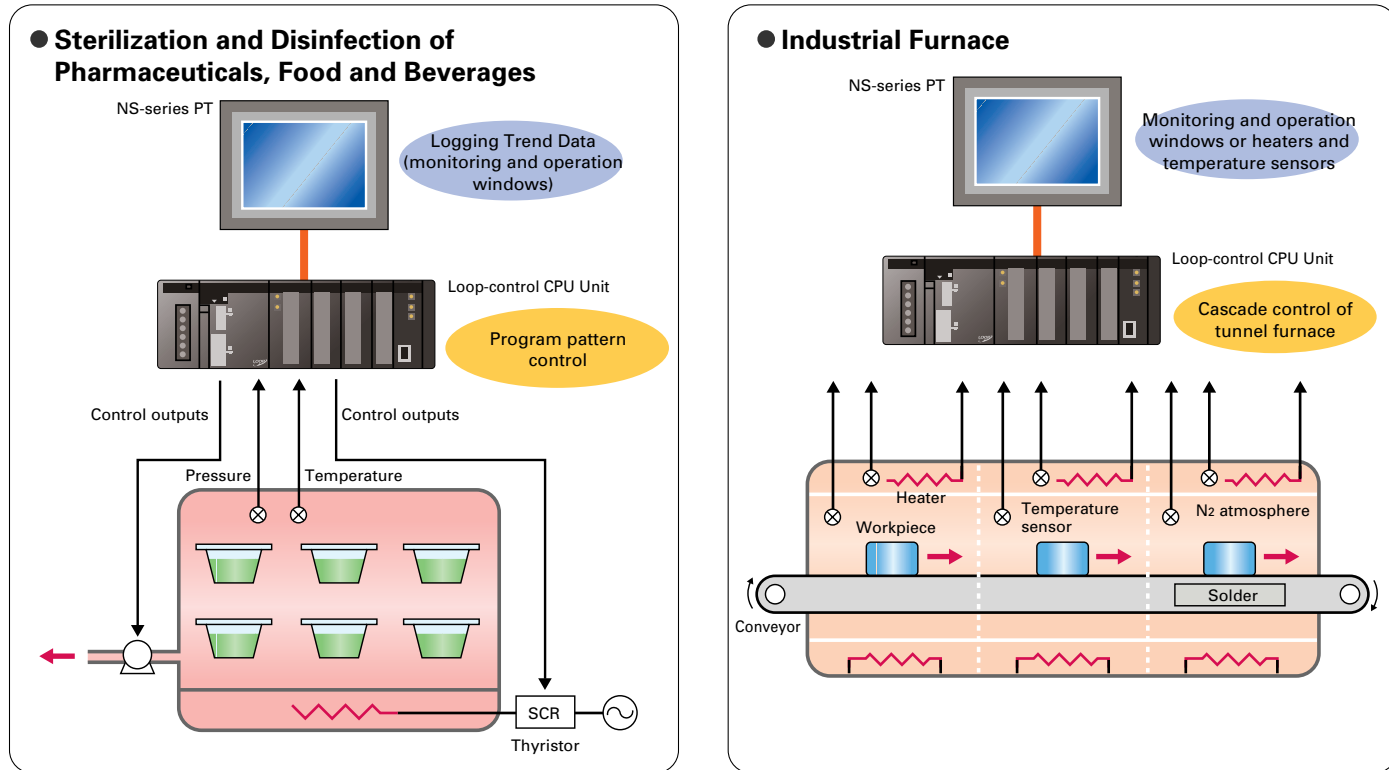 ● Sterilization and Disinfection of
Pharmaceuticals, Food and Beverages
NS-series PT
Logging Trend Data
(monitoring and operation
windows)
Loop-control CPU Unit
Program pattern
control
Control outputs
Control outputs
Pressure
Temperature
SCR
Thyristor
● Industrial Furnace
NS-series PT
Monitoring and operation
windows or heaters and
temperature sensors
Loop-control CPU Unit
Cascade control of
tunnel furnace
Heater
Workpiece
Temperature
sensor
N2 atmosphere
Solder
Conveyor